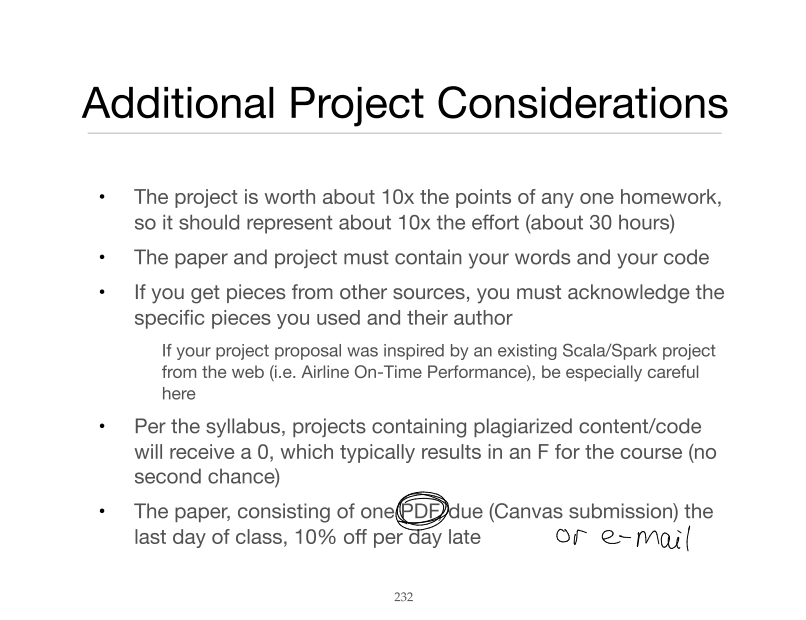 Additional Project Considerations
• The project is worth about 10x the points of any one homework,
so it should represent about 10x the effort (about 30 hours)
• The paper and project must contain your words and your code
• If you get pieces from other sources, you must acknowledge the
specific pieces you used and their author
If your project proposal was inspired by an existing Scala/Spark project
from the web (i.e. Airline On-Time Performance), be especially careful
here
• Per the syllabus, projects containing plagiarized content/code
will receive a 0, which typically results in an F for the course (no
second chance)
• The paper, consisting of one PDF due (Canvas submission) the
last day of class, 10% off per day late or e-mail
232